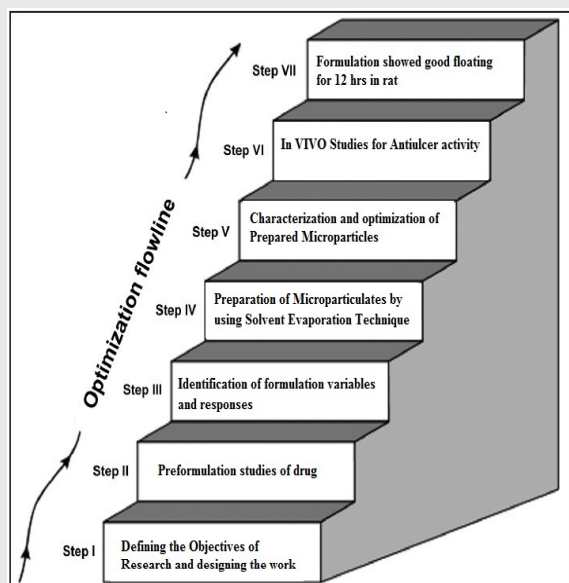 Step VII
Formulation showed good floating
for 12 hrs in rat
Step VI
In VIVO Studies for Antiulcer activity
Step V
Characterization and optimization of
Prepared Microparticles
Step IV
Preparation of Microparticulates by
using Solvent Evaporation Technique
Step III
Identification of formulation variables
and responses
Step II
Preformulation studies of drug
Step I
Defining the Objectives of
Research and designing the work
Optimization flowline